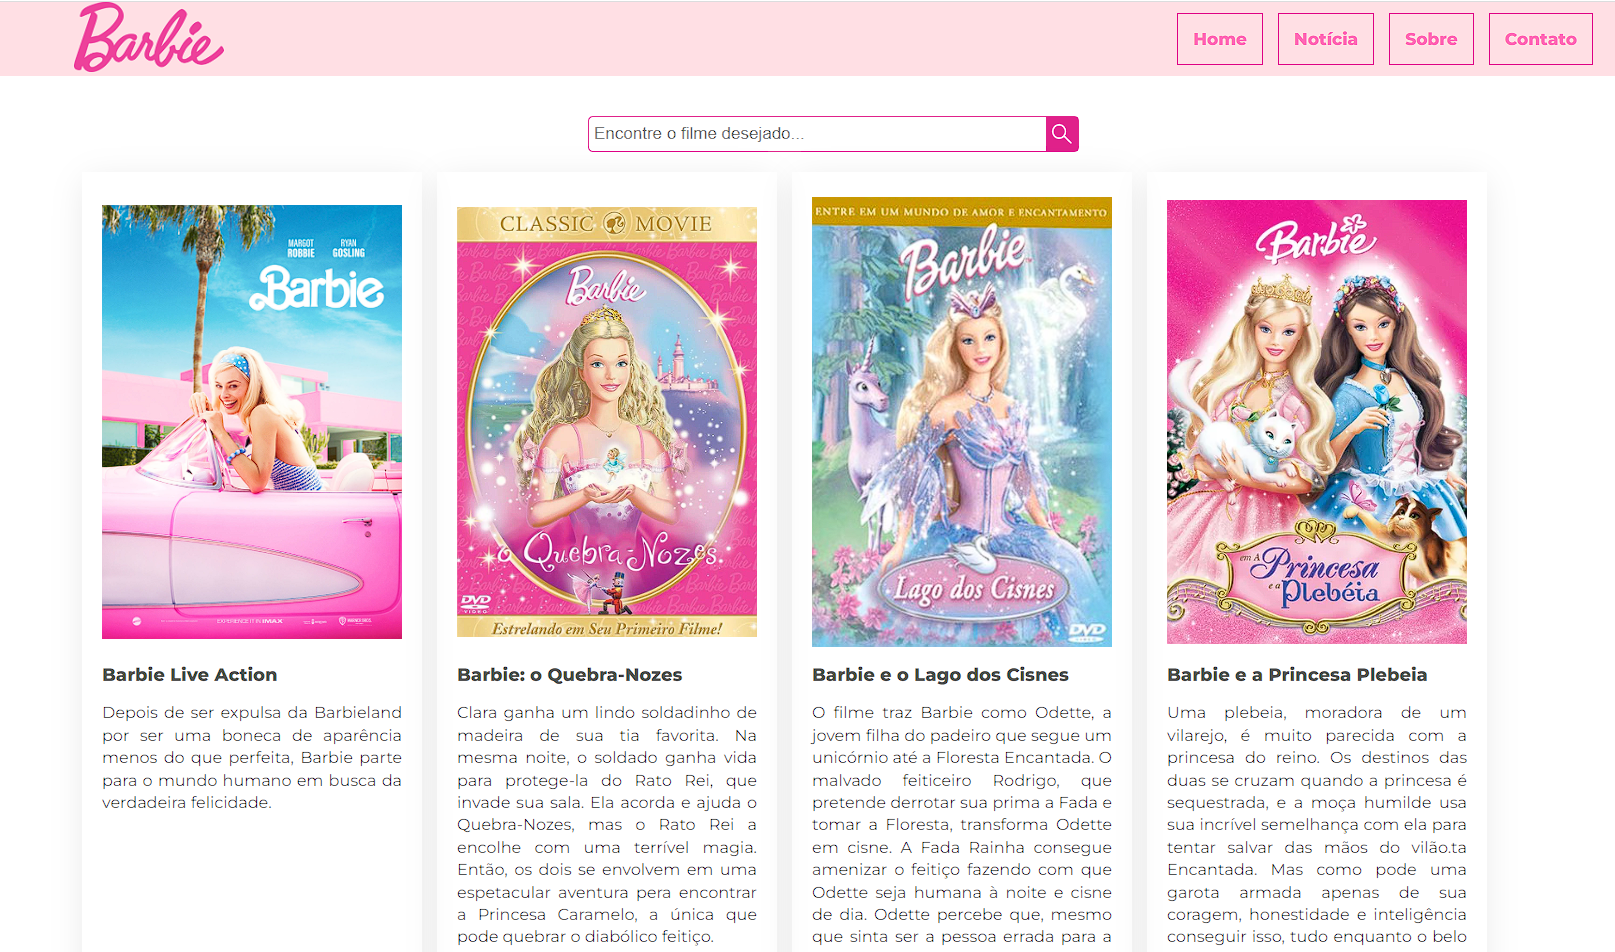 Barbie
Home
Notícia
Sobre
Contato
Encontre o filme desejado...
MARGOT
ROBBIE
RYAN
GOSLING
Barbie
EXPERIENCE IT IN IMAX
Barbie Live Action
Depois de ser expulsa da Barbieland
por ser uma boneca de aparência
menos do que perfeita, Barbie parte
para o mundo humano em busca da
verdadeira felicidade.
CLASSIC MOVIE
Barbie
o Quebra-Nozes
DVD
VIDEO
Estrelando em Seu Primeiro Filme!
Barbie: o Quebra-Nozes
Clara ganha um lindo soldadinho de
madeira de sua tia favorita. Na
mesma noite, o soldado ganha vida
para protege-la do Rato Rei, que
invade sua sala. Ela acorda e ajuda o
Quebra-Nozes, mas o Rato Rei a
encolhe com uma terrível magia.
Então, os dois se envolvem em uma
espetacular aventura pera encontrar
a Princesa Caramelo, a única que
pode quebrar o diabólico feitiço.
ENTRE EM UM MUNDO DE AMOR E ENCANTAMENTO
Barbie
Lago dos Cisnes
DVD
Barbie e o Lago dos Cisnes
O filme traz Barbie como Odette, a
jovem filha do padeiro que segue um
unicórnio até a Floresta Encantada. O
malvado feiticeiro Rodrigo, que
pretende derrotar sua prima a Fada e
tomar a Floresta, transforma Odette
em cisne. A Fada Rainha consegue
amenizar o feitiço fazendo com que
Odette seja humana à noite e cisne
de dia. Odette percebe que, mesmo
que sinta ser a pessoa errada para a
Barbie
em A
Princesa
e a
Plebéia
Barbie e a Princesa Plebeia
Uma plebeia, moradora de um
vilarejo, é muito parecida com a
princesa do reino. Os destinos das
duas se cruzam quando a princesa é
sequestrada, e a moça humilde usa
sua incrível semelhança com ela para
tentar salvar das mãos do vilão.ta
Encantada. Mas como pode uma
garota armada apenas de sua
coragem, honestidade e inteligência
conseguir isso, tudo enquanto o belo